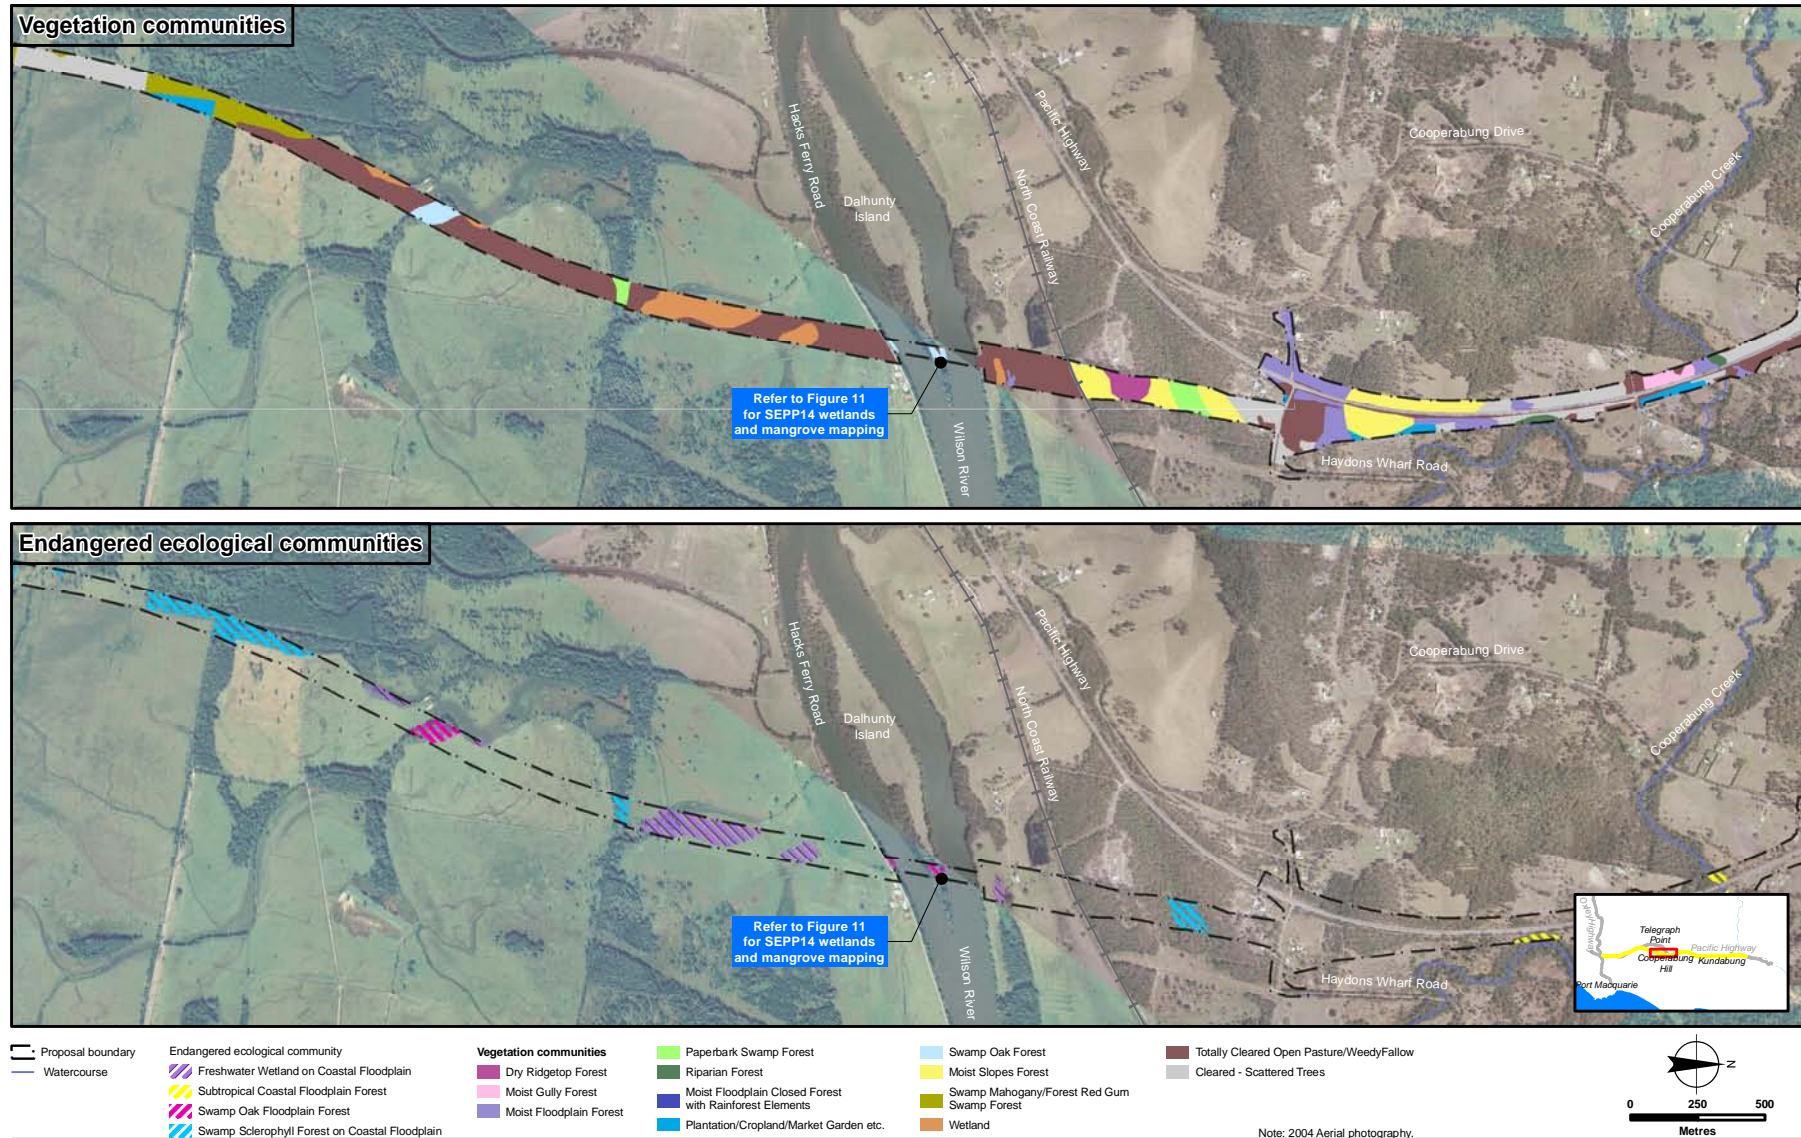 Vegetation communities
Hacks Ferry Road
Dalhunty
Island
Pacific Highway
North Coast Railway
Cooperabung Drive
Cooperabung Creek
Refer to Figure 11
for SEPP14 wetlands
and mangrove mapping
Wilson River
Haydons Wharf Road
Endangered ecological communities
Hacks Ferry Road
Dalhunty
Island
Pacific Highway
North Coast Railway
Cooperabung Drive
Cooperabung Creek
Refer to Figure 11
for SEPP14 wetlands
and mangrove mapping
Wilson River
Haydons Wharf Road
Oxley Highway
Telegraph
Point
Pacific Highway
Cooperabung
Hill
Kundabung
Port Macquarie
Proposal boundary
Watercourse
Endangered ecological community
Freshwater Wetland on Coastal Floodplain
Subtropical Coastal Floodplain Forest
Swamp Oak Floodplain Forest
Swamp Sclerophyll Forest on Coastal Floodplain
Vegetation communities
Dry Ridgetop Forest
Moist Gully Forest
Moist Floodplain Forest
Paperbark Swamp Forest
Riparian Forest
Moist Floodplain Closed Forest
with Rainforest Elements
Plantation/Cropland/Market Garden etc.
Swamp Oak Forest
Moist Slopes Forest
Swamp Mahogany/Forest Red Gum
Swamp Forest
Wetland
Totally Cleared Open Pasture/WeedyFallow
Cleared - Scattered Trees
Note: 2004 Aerial photography.
N
0 250 500
Metres